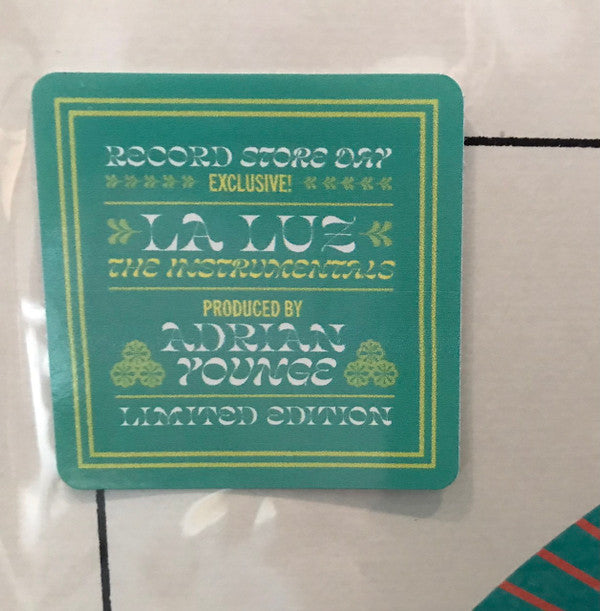 RECORD STORE DAY
EXCLUSIVE!
LA LUZ
THE INSTRUMENTALS
PRODUCED BY
ADRIAN
YOUNGE
LIMITED EDITION